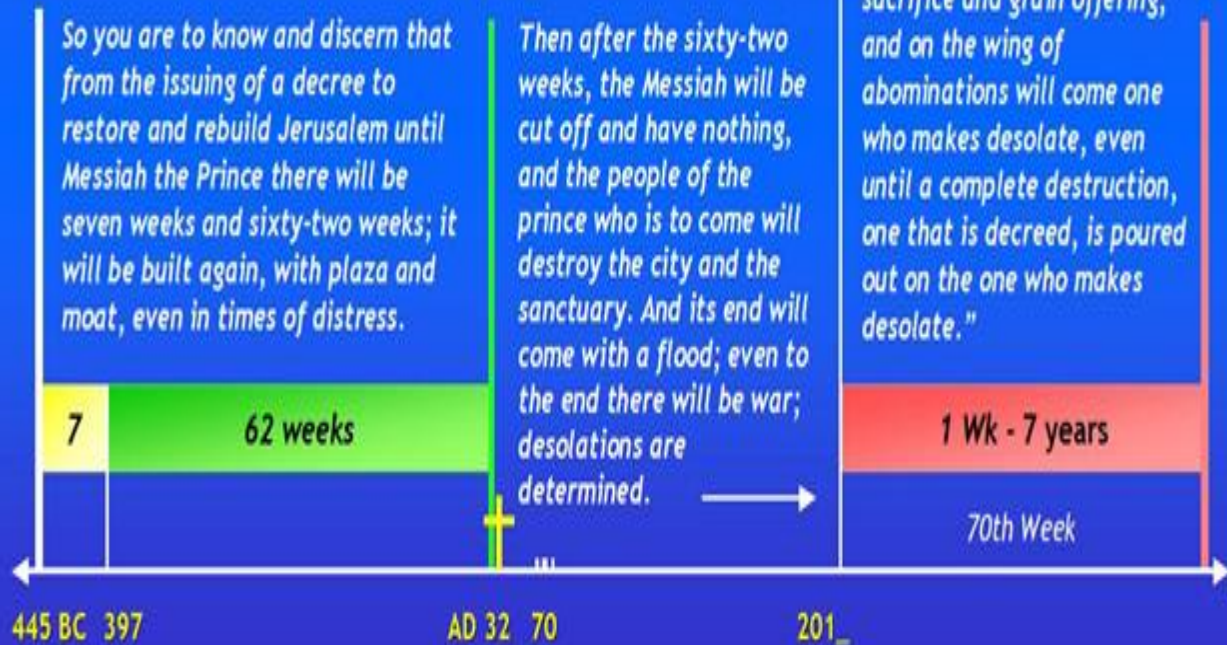 So you are to know and discern that
from the issuing of a decree to
restore and rebuild Jerusalem until
Messiah the Prince there will be
seven weeks and sixty-two weeks; it
will be built again, with plaza and
moat, even in times of distress.
Then after the sixty-two
weeks, the Messiah will be
cut off and have nothing,
and the people of the
prince who is to come will
destroy the city and the
sanctuary. And its end will
come with a flood; even to
the end there will be war;
desolations are
determined.
sacrifice and grain offering,
and on the wing of
abominations will come one
who makes desolate, even
until a complete destruction,
one that is decreed, is poured
out on the one who makes
desolate.”
7
62 weeks
1 Wk - 7 years
70th Week
445 BC 397
AD 32 70
201_